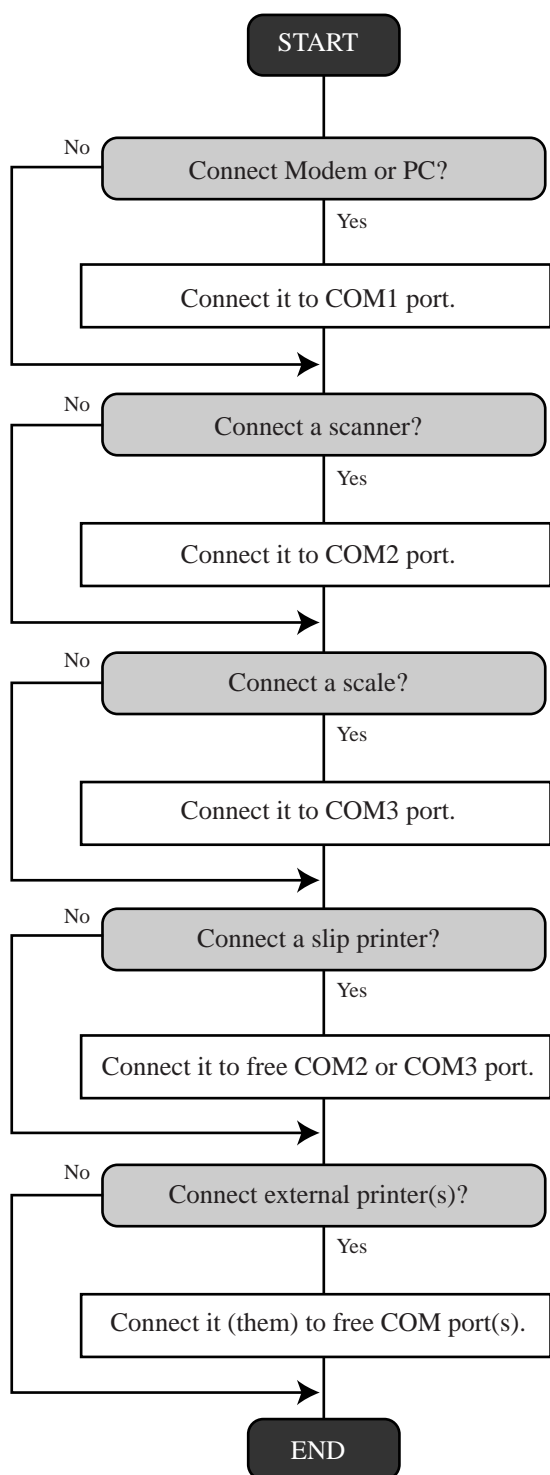 START
No
Connect Modem or PC?
Yes
Connect it to COM1 port.
No
Connect a scanner?
Yes
Connect it to COM2 port.
No
Connect a scale?
Yes
Connect it to COM3 port.
No
Connect a slip printer?
Yes
Connect it to free COM2 or COM3 port.
No
Connect external printer(s)?
Yes
Connect it (them) to free COM port(s).
END